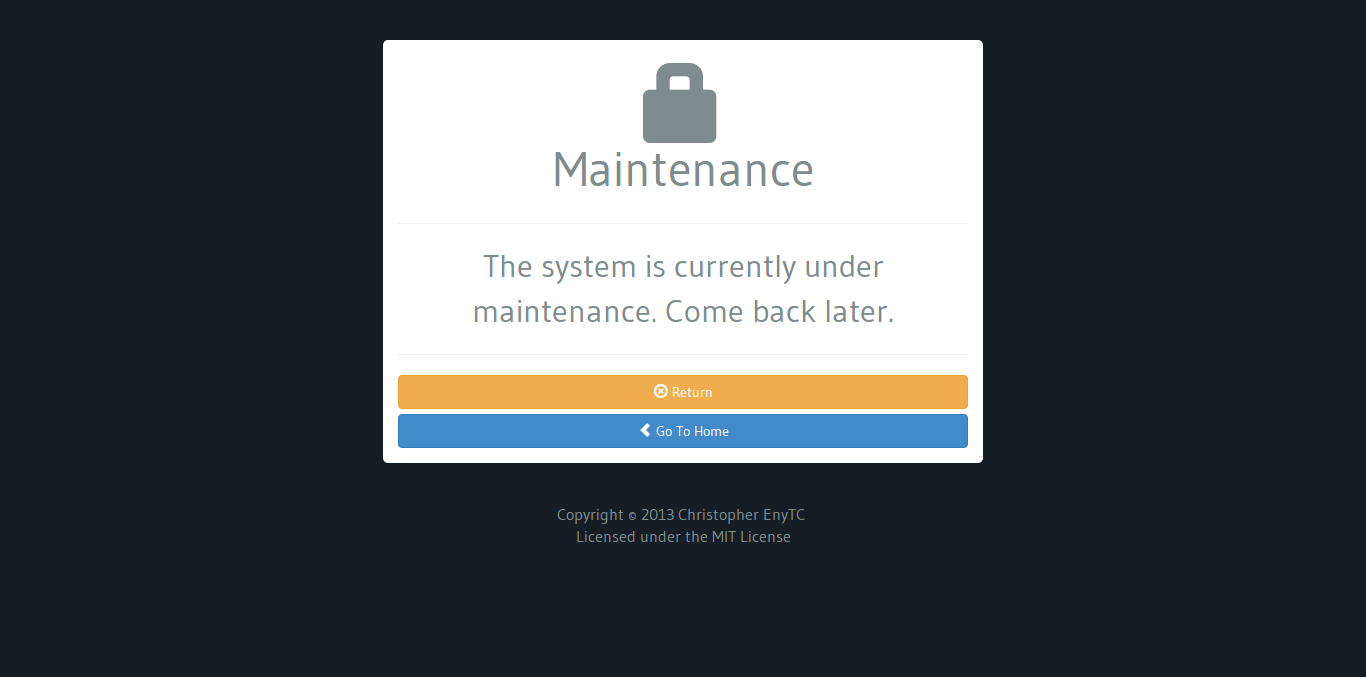 Maintenance
The system is currently under
maintenance. Come back later.
Return
Go To Home
Copyright © 2013 Christopher EnyTC
Licensed under the MIT License